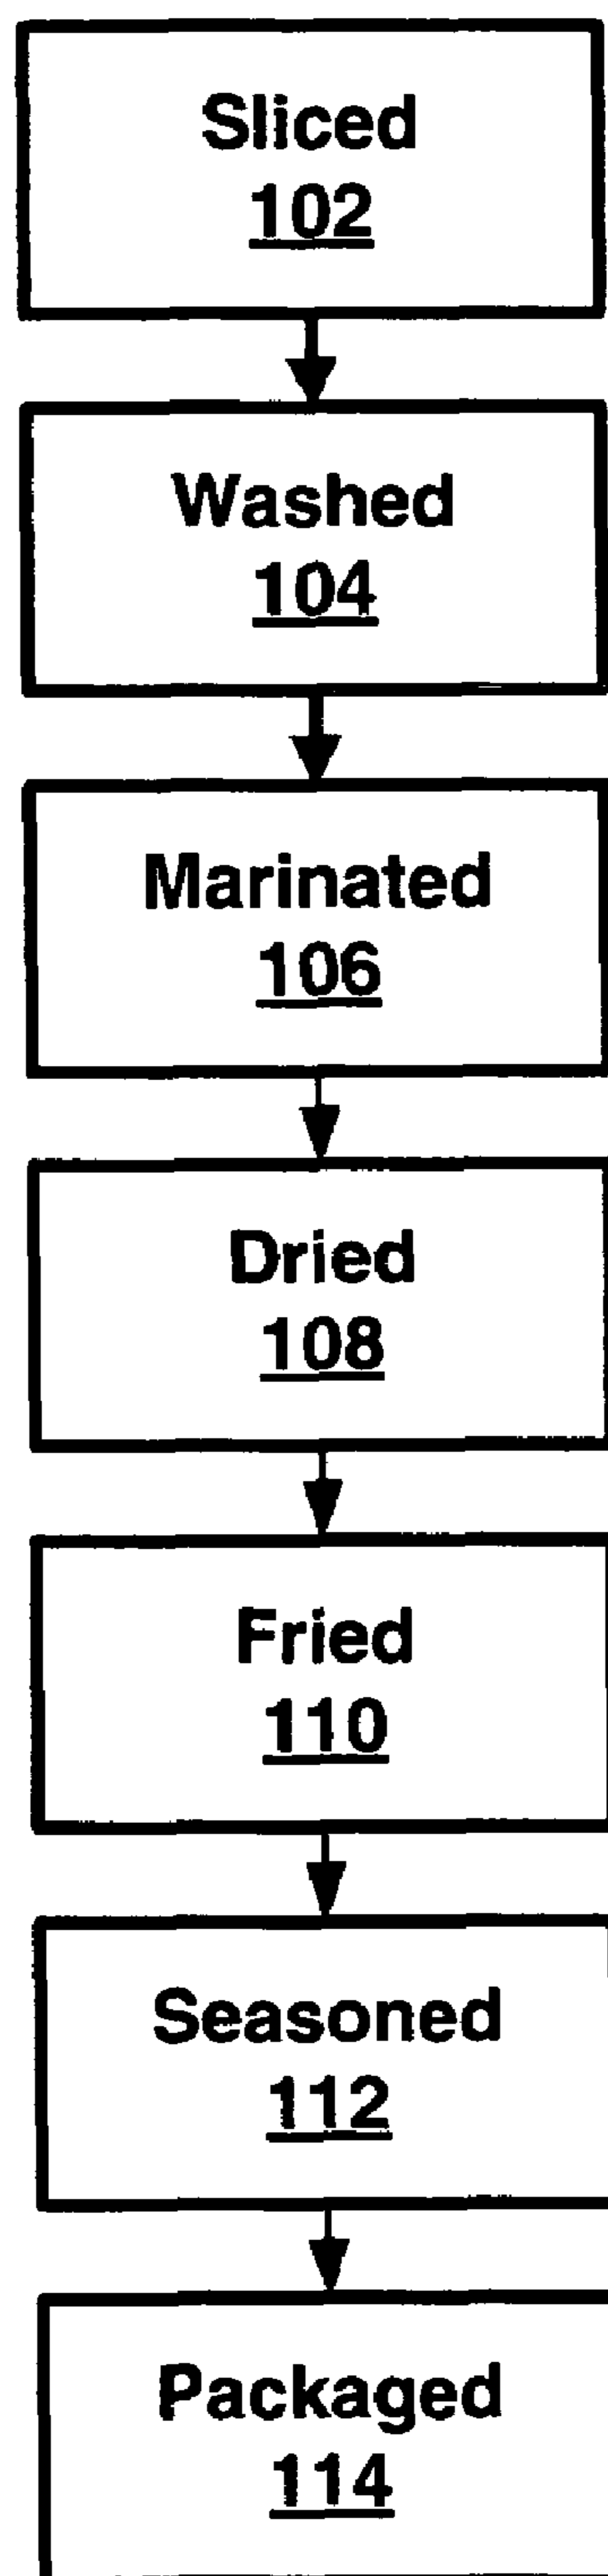 Sliced
102
Washed
104
Marinated
106
Dried
108
Fried
110
Seasoned
112
Packaged
114